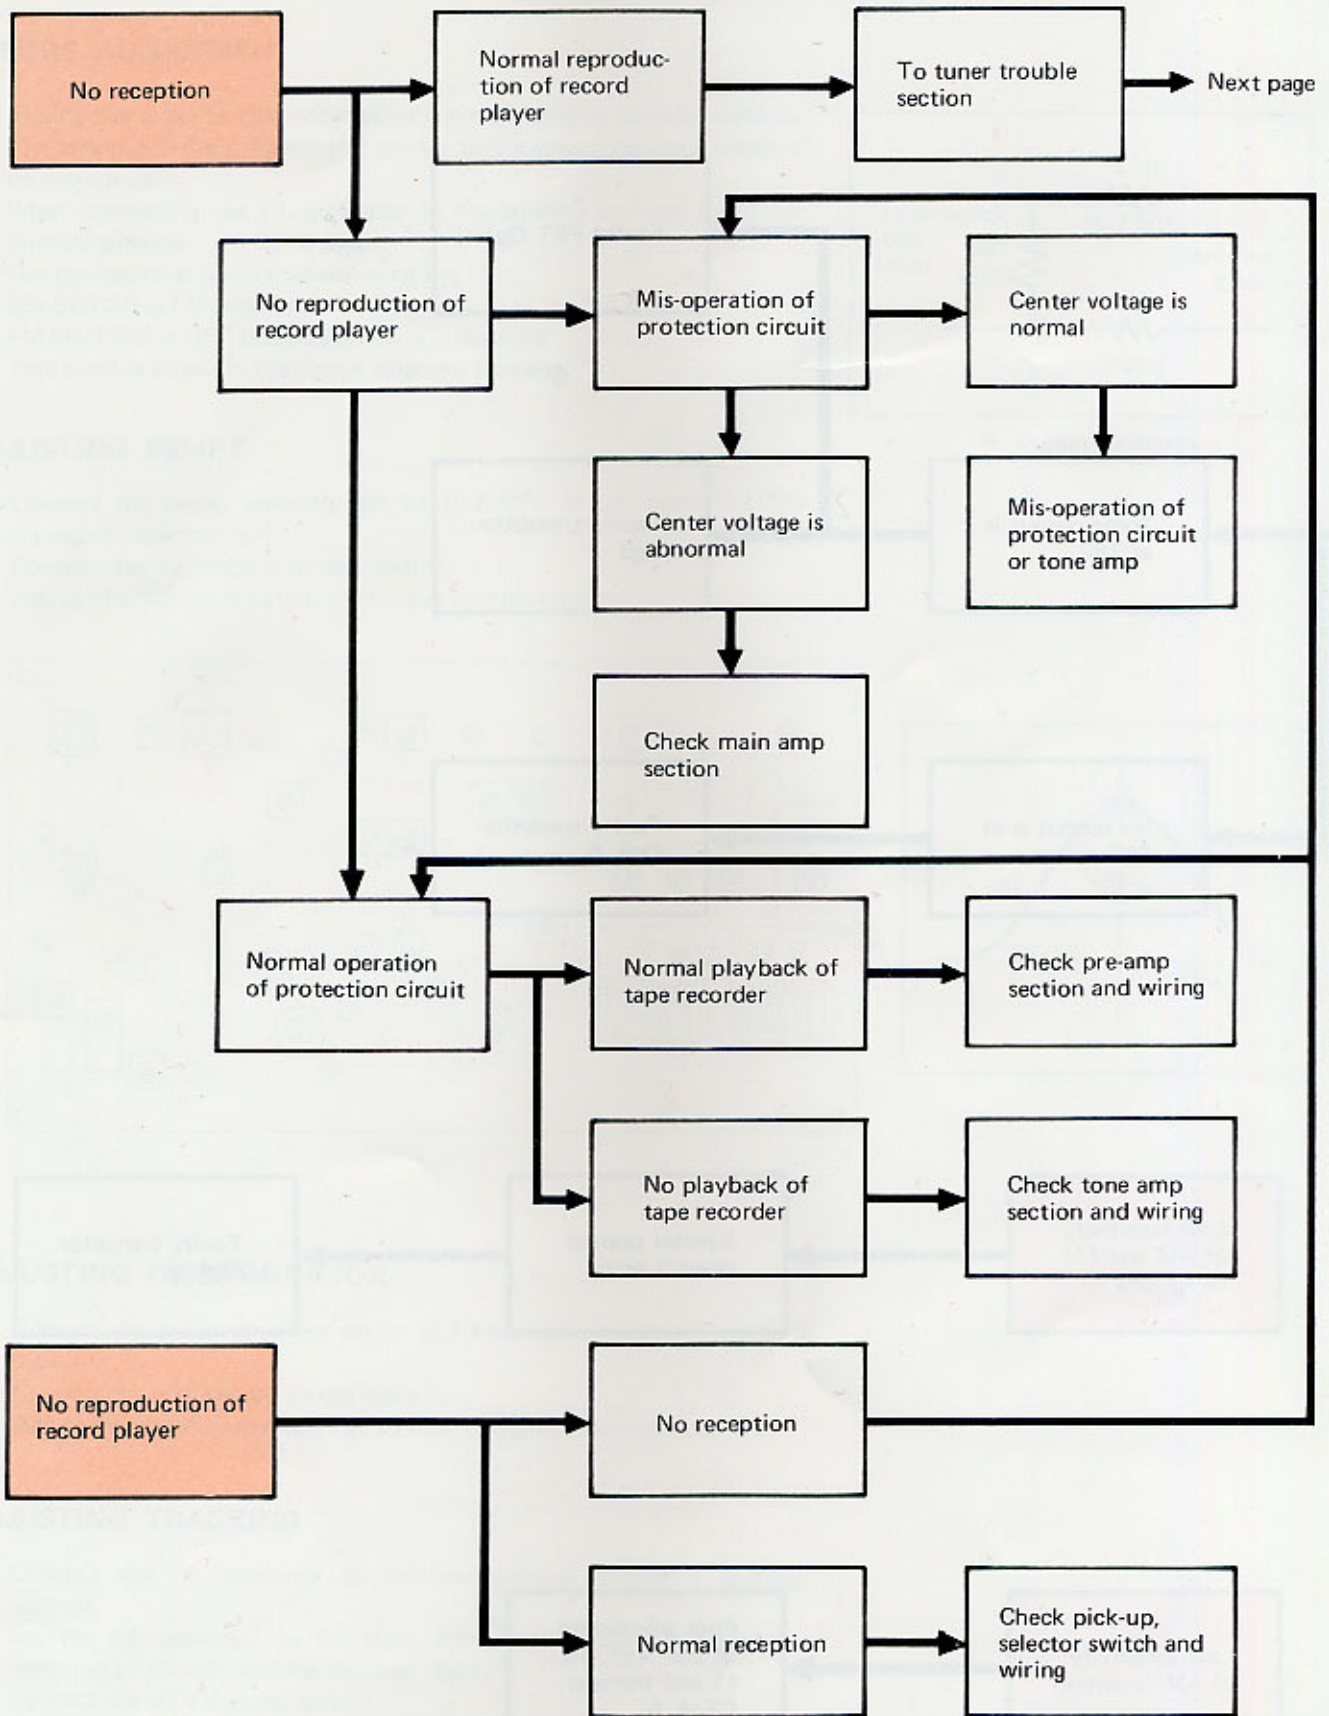 No reception
Normal reproduc-
tion of record
player
To tuner trouble
section
Next page
No reproduction of
record player
Mis-operation of
protection circuit
Center voltage is
normal
Center voltage is
abnormal
Mis-operation of
protection circuit
or tone amp
Check main amp
section
Normal operation
of protection circuit
Normal playback of
tape recorder
Check pre-amp
section and wiring
No playback of
tape recorder
Check tone amp
section and wiring
No reproduction of
record player
No reception
Normal reception
Check pick-up,
selector switch and
wiring